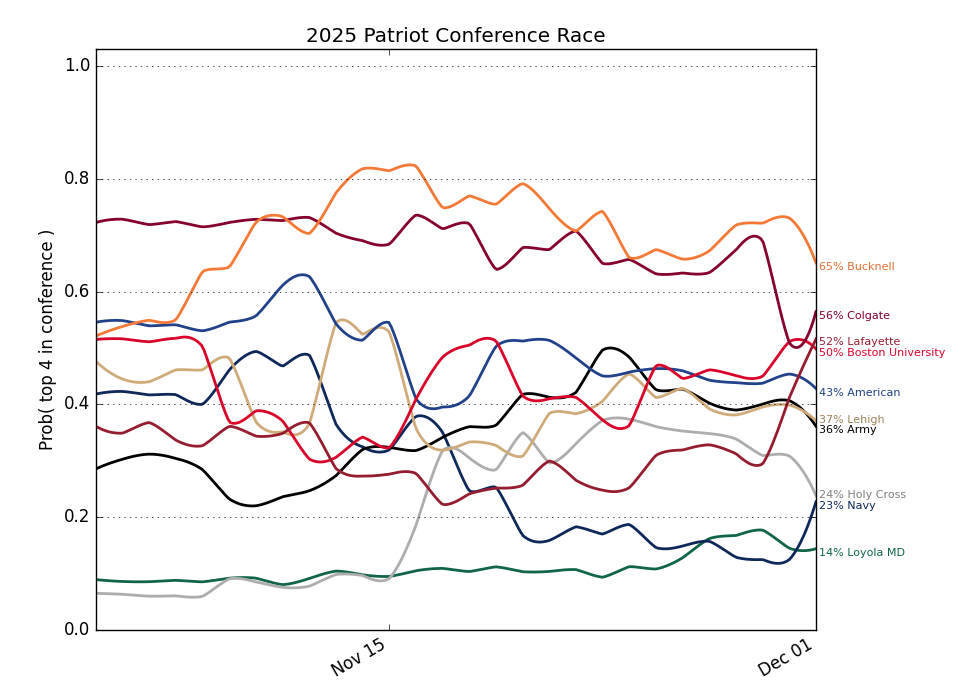 2025 Patriot Conference Race
Prob( top 4 in conference )
1.0
0.8
0.6
0.4
0.2
0.0
Nov 15
Dec 01
65% Bucknell
56% Colgate
52% Lafayette
50% Boston University
43% American
37% Lehigh
36% Army
24% Holy Cross
23% Navy
14% Loyola MD